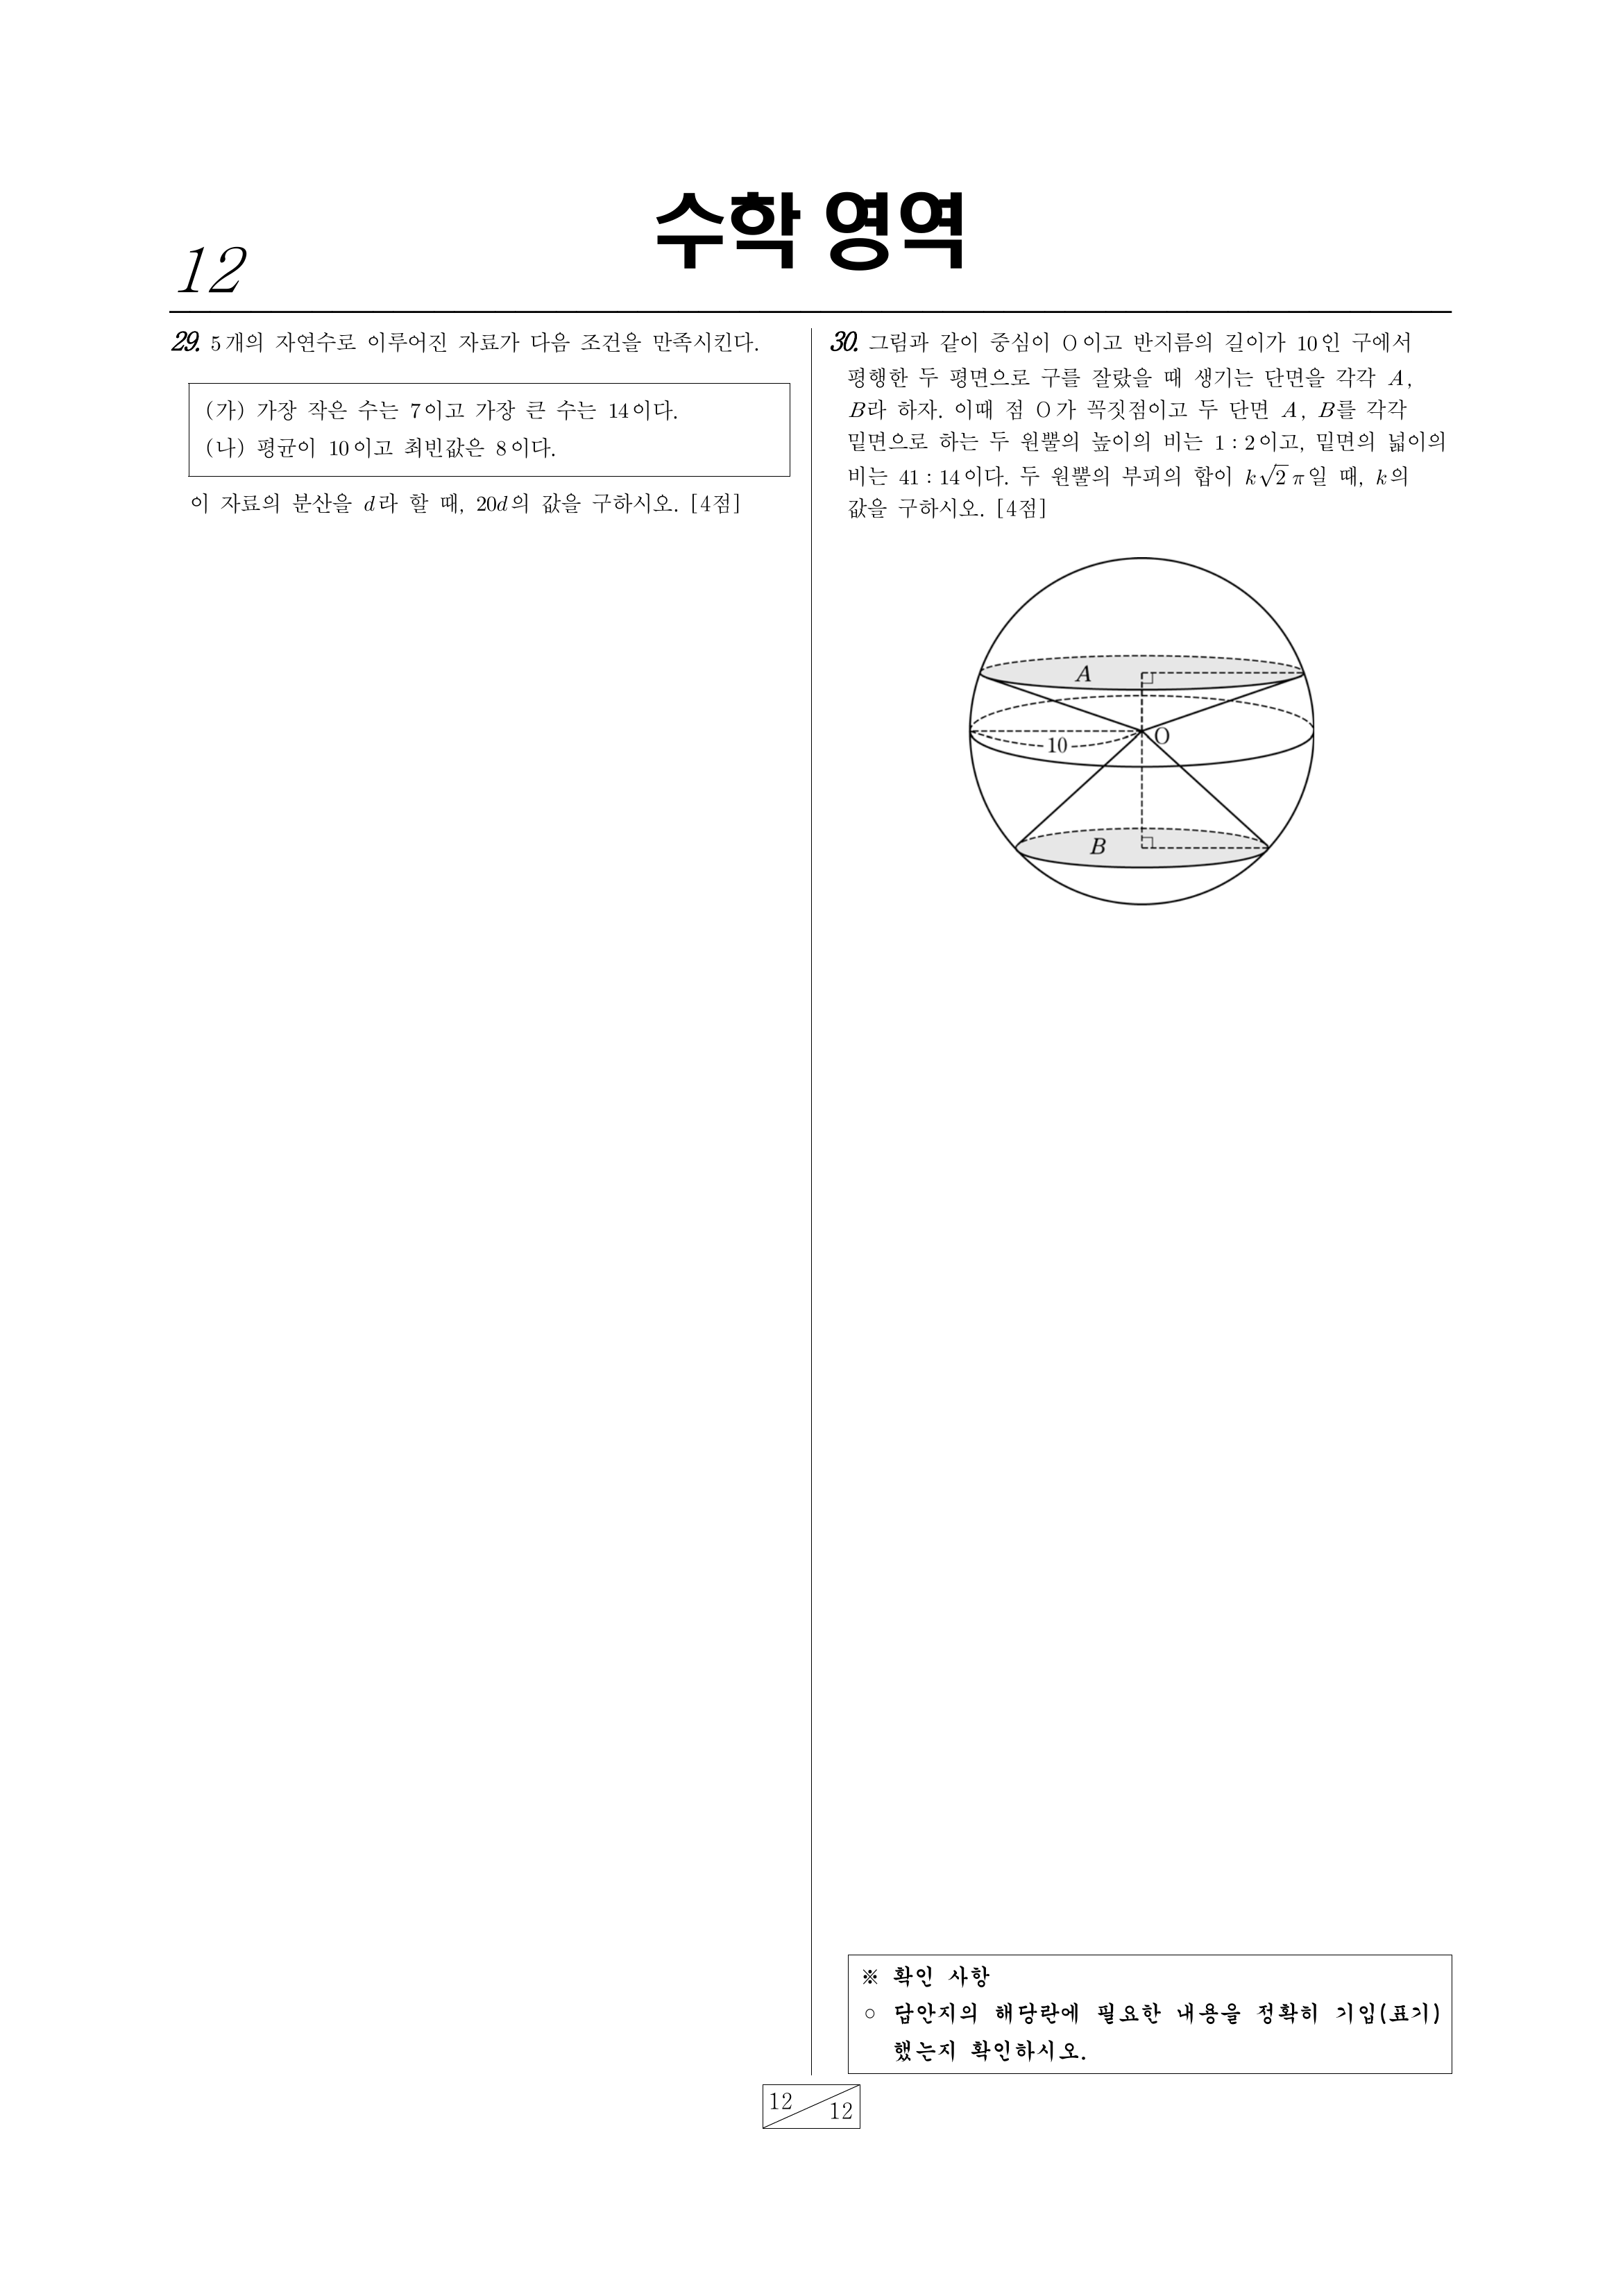 수학 영역
12
29. 5개의 자연수로 이루어진 자료가 다음 조건을 만족시킨다.
(가) 가장 작은 수는 7이고 가장 큰 수는 14이다.
(나) 평균이 10이고 최빈값은 8이다.
이 자료의 분산을 d라 할 때, 20d의 값을 구하시오. [4점]
30. 그림과 같이 중심이 O이고 반지름의 길이가 10인 구에서
평행한 두 평면으로 구를 잘랐을 때 생기는 단면을 각각 A,
B라 하자. 이때 점 O가 꼭짓점이고 두 단면 A, B를 각각
밑면으로 하는 두 원뿔의 높이의 비는 1 : 2이고, 밑면의 넓이의
비는 41 : 14이다. 두 원뿔의 부피의 합이 k√2π일 때, k의
값을 구하시오. [4점]
A
O
10
B
※ 확인 사항
○ 답안지의 해당란에 필요한 내용을 정확히 기입(표기)
했는지 확인하시오.
12
12